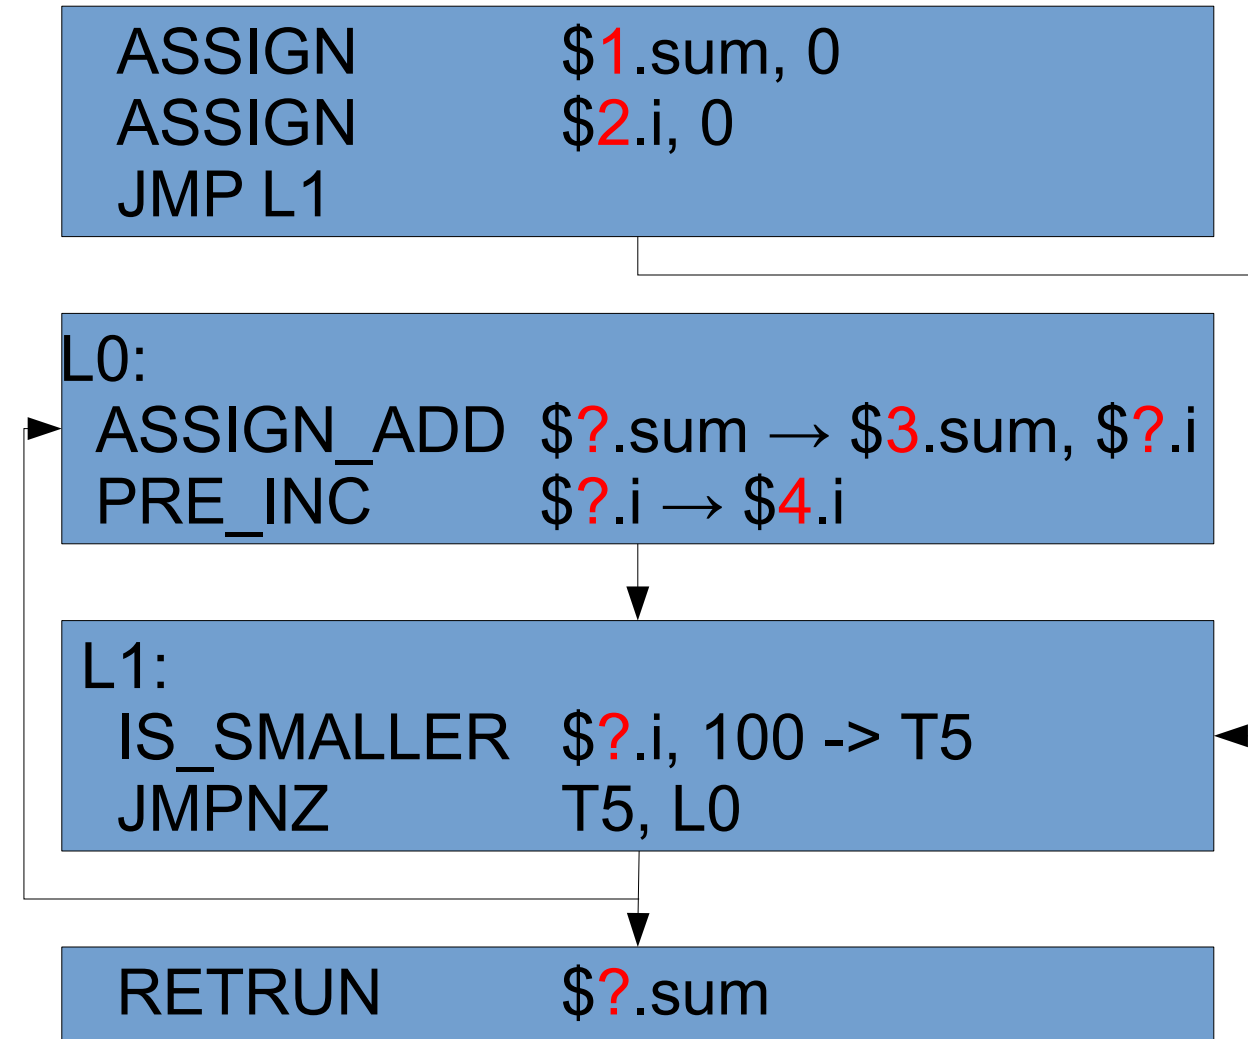 ASSIGN $1.sum, 0
ASSIGN $2.i, 0
JMP L1
L0:
ASSIGN_ADD $?.sum → $3.sum, $?.i
PRE_INC $?.i → $4.i
L1:
IS_SMALLER $?.i, 100 -> T5
JMPNZ T5, L0
RETRUN $?.sum